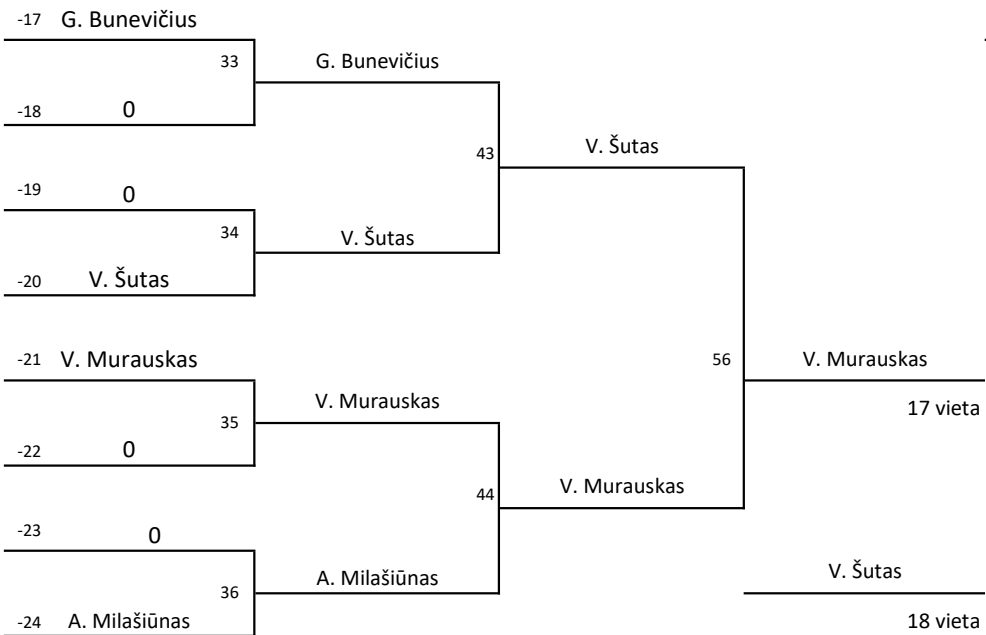 -17 G. Bunevičius
33 G. Bunevičius
-18 0
43 V. Šutas
-19 0
34 V. Šutas
-20 V. Šutas
-21 V. Murauskas
56 V. Murauskas
V. Murauskas
17 vieta
35
-22 0
44 V. Murauskas
-23 0
A. Milašiūnas
V. Šutas
36
-24 A. Milašiūnas
18 vieta